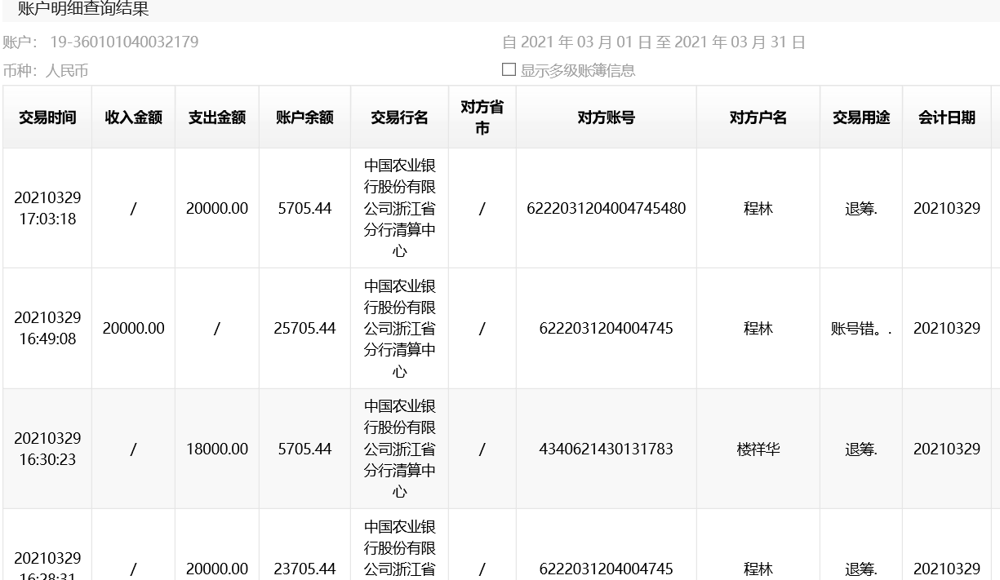 账户明细查询结果
账户： 19-360101040032179
自 2021 年 03 月 01 日 至 2021 年 03 月 31 日
币种：人民币
显示多级账簿信息
交易时间 收入金额 支出金额 账户余额 交易行名 对方省市 对方账号 对方户名 交易用途 会计日期
20210329
17:03:18
/
20000.00
5705.44
中国农业银
行股份有限
公司浙江省
分行清算中
心
/
6222031204004745480
程林
退筹.
20210329
20210329
16:49:08
20000.00
/
25705.44
中国农业银
行股份有限
公司浙江省
分行清算中
心
/
6222031204004745
程林
账号错。.
20210329
20210329
16:30:23
/
18000.00
5705.44
中国农业银
行股份有限
公司浙江省
分行清算中
心
/
4340621430131783
楼祥华
退筹.
20210329
20210329
16:28:31
/
20000.00
23705.44
中国农业银
行股份有限
公司浙江省
/
6222031204004745
程林
退筹.
20210329